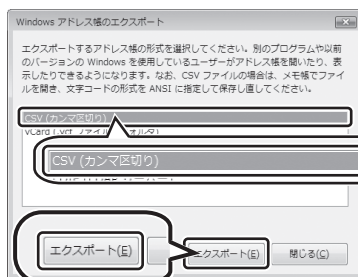 Windows アドレス帳のエクスポート
エクスポートするアドレス帳の形式を選択してください。別のプログラムや以前
のバージョンの Windows を使用しているユーザーがアドレス帳を開いたり、表
示したりできるようになります。なお、CSV ファイルの場合は、メモ帳でファイ
ルを開き、文字コードの形式を ANSI に指定して保存し直してください。
CSV (カンマ区切り)
CSV (カンマ区切り)
エクスポート(E)
エクスポート(E)
閉じる(C)